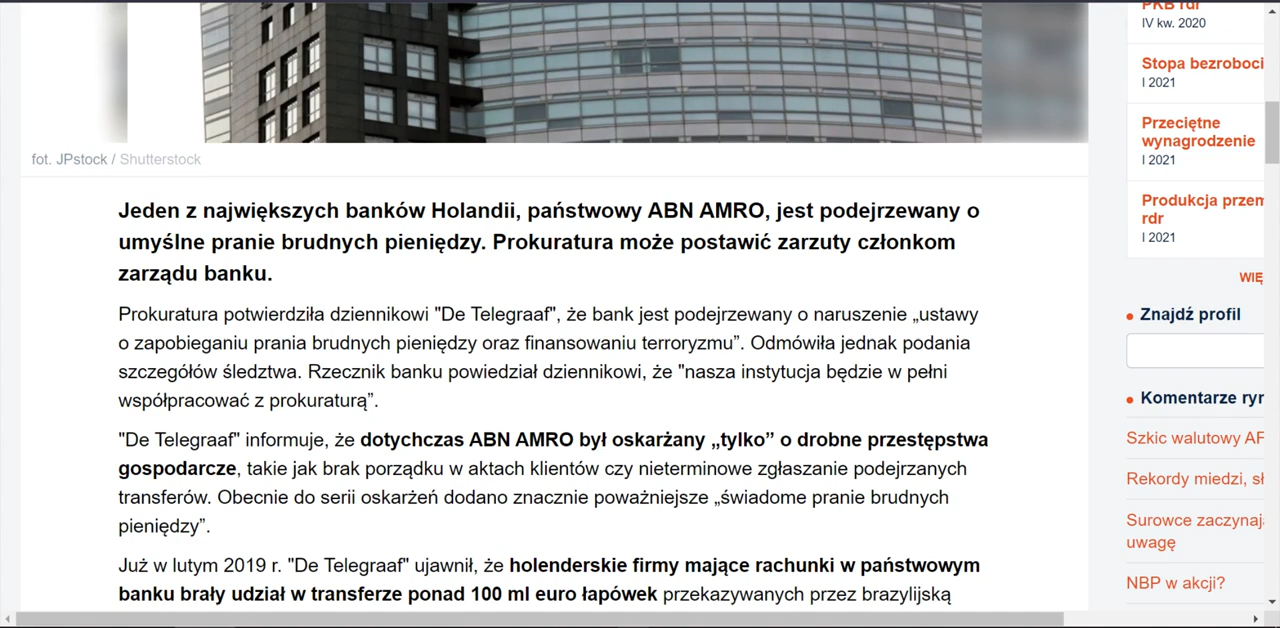 fot. JPstock / Shutterstock
Jeden z największych banków Holandii, państwowy ABN AMRO, jest podejrzewany o
umyślne pranie brudnych pieniędzy. Prokuratura może postawić zarzuty członkom
zarządu banku.
Prokuratura potwierdziła dziennikowi "De Telegraaf", że bank jest podejrzewany o naruszenie „ustawy
o zapobieganiu prania brudnych pieniędzy oraz finansowaniu terroryzmu”. Odmówiła jednak podania
szczegółów śledztwa. Rzecznik banku powiedział dziennikowi, że "nasza instytucja będzie w pełni
współpracować z prokuraturą”.
"De Telegraaf" informuje, że dotychczas ABN AMRO był oskarżany „tylko” o drobne przestępstwa
gospodarcze, takie jak brak porządku w aktach klientów czy nieterminowe zgłaszanie podejrzanych
transferów. Obecnie do serii oskarżeń dodano znacznie poważniejsze „świadome pranie brudnych
pieniędzy”.
Już w lutym 2019 r. "De Telegraaf" ujawnił, że holenderskie firmy mające rachunki w państwowym
banku brały udział w transferze ponad 100 ml euro łapówek przekazywanych przez brazylijską
PKB rdr
IV kw. 2020
Stopa bezroboci
I 2021
Przeciętne
wynagrodzenie
I 2021
Produkcja przem
rdr
I 2021
WIĘ
Znajdź profil
Komentarze ryn
Szkic walutowy AF
Rekordy miedzi, sł
Surowce zaczynaj
uwagę
NBP w akcji?